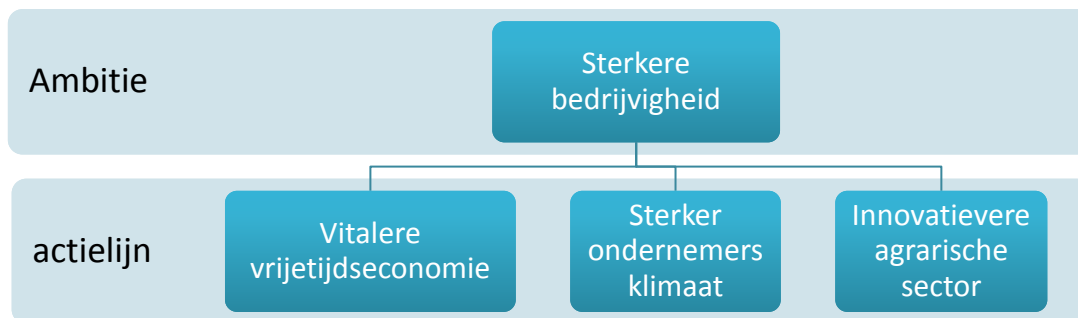 Ambitie
Sterkere
bedrijvigheid
actielijn
Vitalere
vrijetijdseconomie
Sterker
ondernemers
klimaat
Innovatievere
agrarische
sector